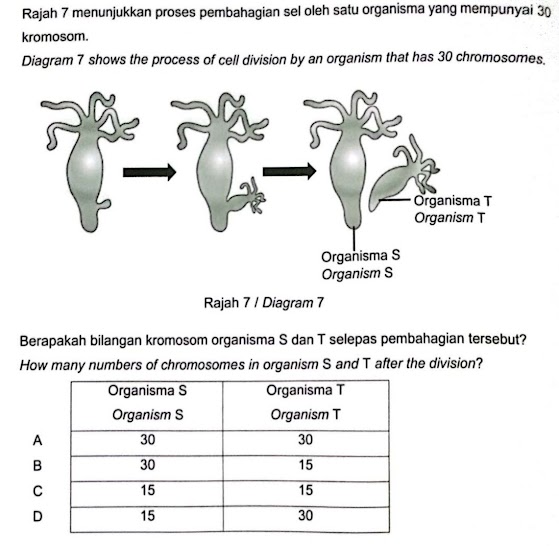 Rajah 7 menunjukkan proses pembahagian sel oleh satu organisma yang mempunyai 30
kromosom.
Diagram 7 shows the process of cell division by an organism that has 30 chromosomes.
Organisma T
Organism T
Organisma S
Organism S
Rajah 7 / Diagram 7
Berapakah bilangan kromosom organisma S dan T selepas pembahagian tersebut?
How many numbers of chromosomes in organism S and T after the division?
Organisma S Organisma T
Organism S Organism T
A 30 30
B 30 15
C 15 15
D 15 30